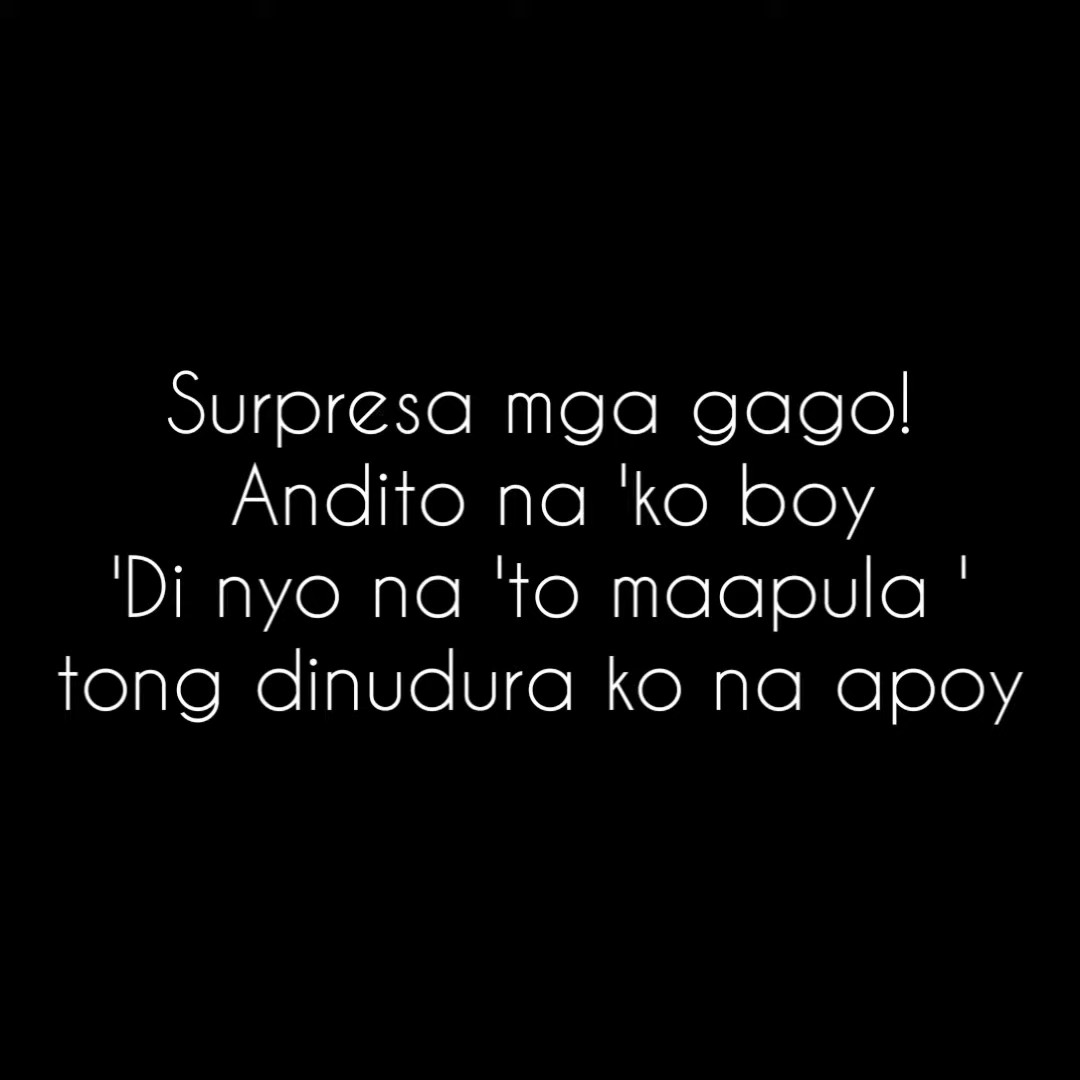 Surpresa mga gago!
Andito na 'ko boy
'Di nyo na 'to maapula '
tong dinudura ko na apoy